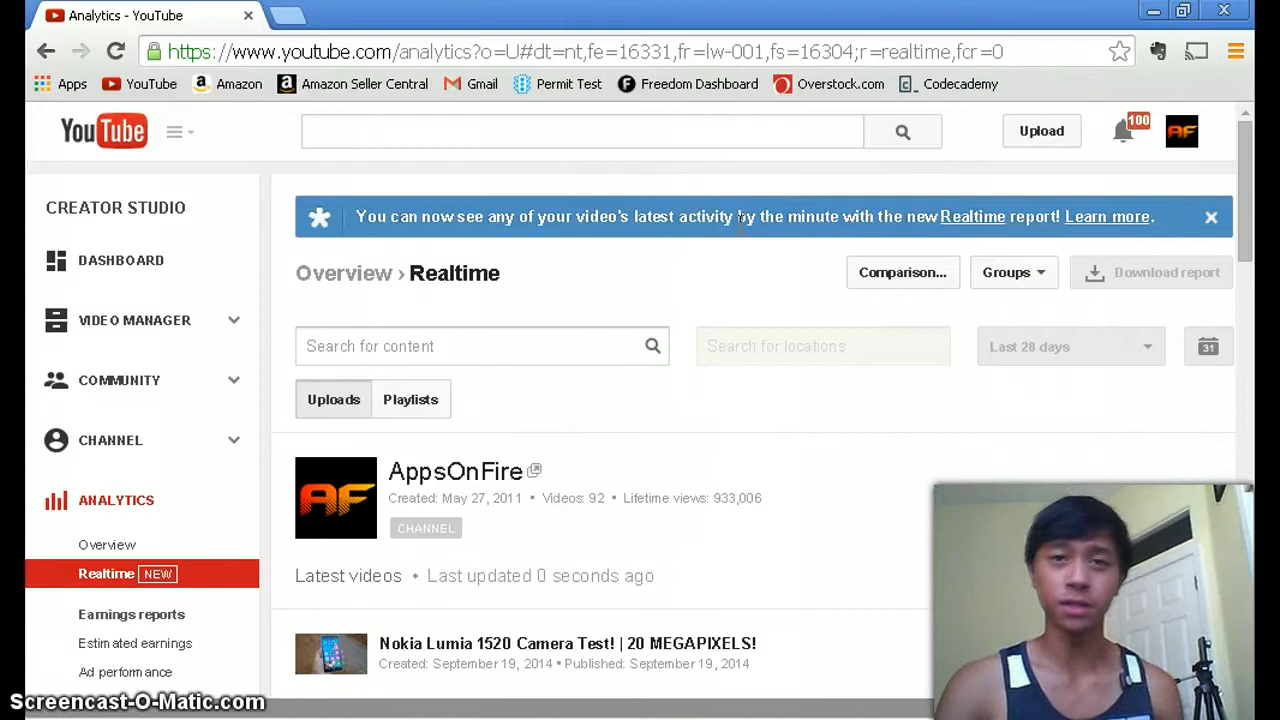 Analytics - YouTube
https://www.youtube.com/analytics?o=U#dt=nt,fe=16331,fr=lw-001,fs=16304;r=realtime,fcr=0
Apps YouTube Amazon Amazon Seller Central Gmail Permit Test Freedom Dashboard Overstock.com Codecademy
YouTube
Upload
100
AF
CREATOR STUDIO
You can now see any of your video's latest activity by the minute with the new Realtime report! Learn more.
DASHBOARD
Overview › Realtime
Comparison...
Groups
Download report
VIDEO MANAGER
Search for content
Search for locations
Last 28 days
31
COMMUNITY
Uploads
Playlists
CHANNEL
AF
AppsOnFire
Created: May 27, 2011 • Videos: 92 • Lifetime views: 933,006
CHANNEL
ANALYTICS
Overview
Realtime NEW
Latest videos • Last updated 0 seconds ago
Earnings reports
Estimated earnings
Ad performance
Nokia Lumia 1520 Camera Test! | 20 MEGAPIXELS!
Created: September 19, 2014 • Published: September 19, 2014
Screencast-O-Matic.com